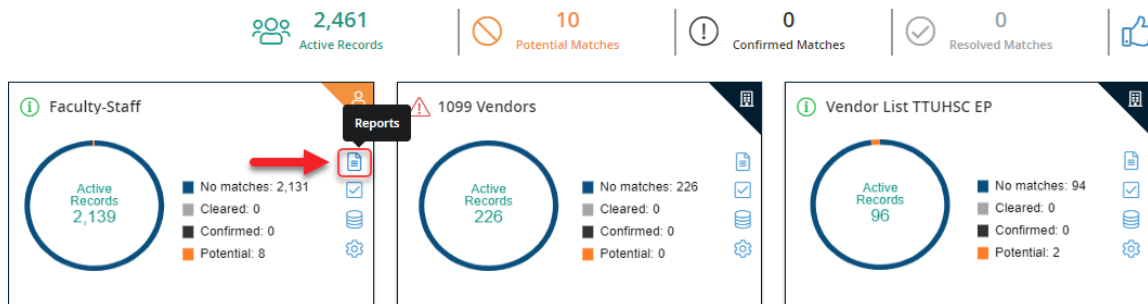 2,461
Active Records
10
Potential Matches
0
Confirmed Matches
0
Resolved Matches
Faculty-Staff
Reports
Active
Records
2,139
No matches: 2,131
Cleared: 0
Confirmed: 0
Potential: 8
1099 Vendors
Active
Records
226
No matches: 226
Cleared: 0
Confirmed: 0
Potential: 0
Vendor List TTUHSC EP
Active
Records
96
No matches: 94
Cleared: 0
Confirmed: 0
Potential: 2